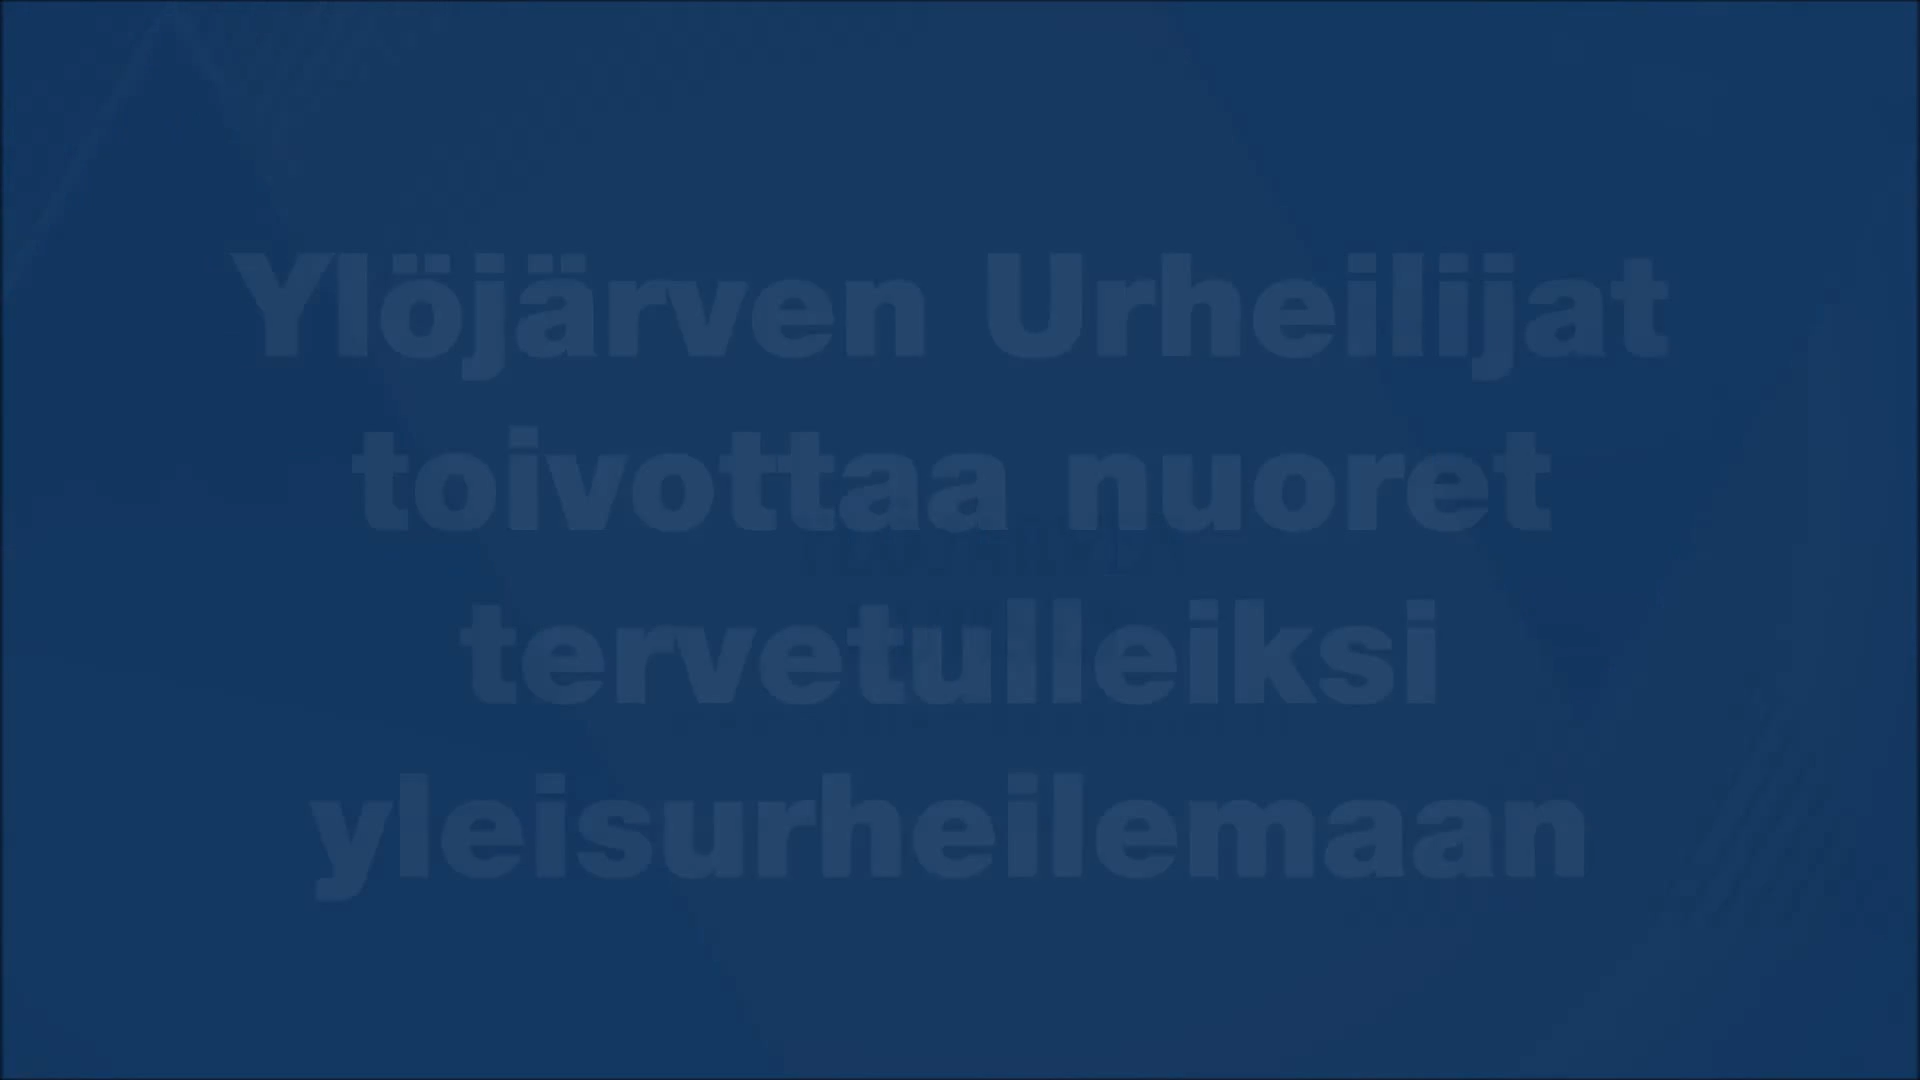 Ylöjärven Urheilijat
toivottaa nuoret
tervetulleiksi
yleisurheilemaan